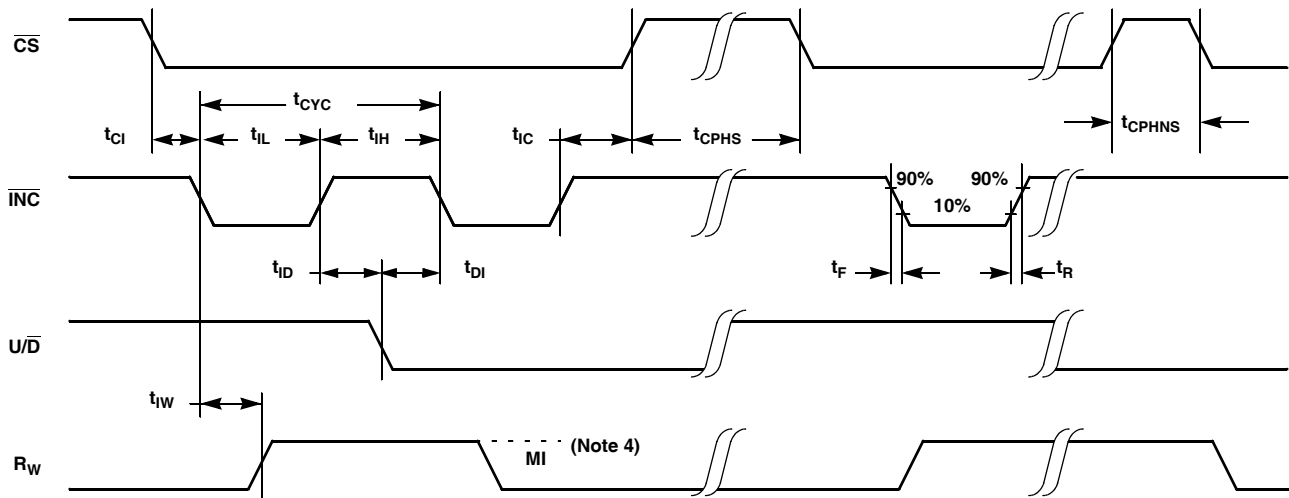 CS
tCYC
tCI
tIL
tIH
tIC
tCPHS
tCPHNS
INC
90%
90%
10%
tID
tDI
tF
tR
U/D
tIW
RW
MI
(Note 4)